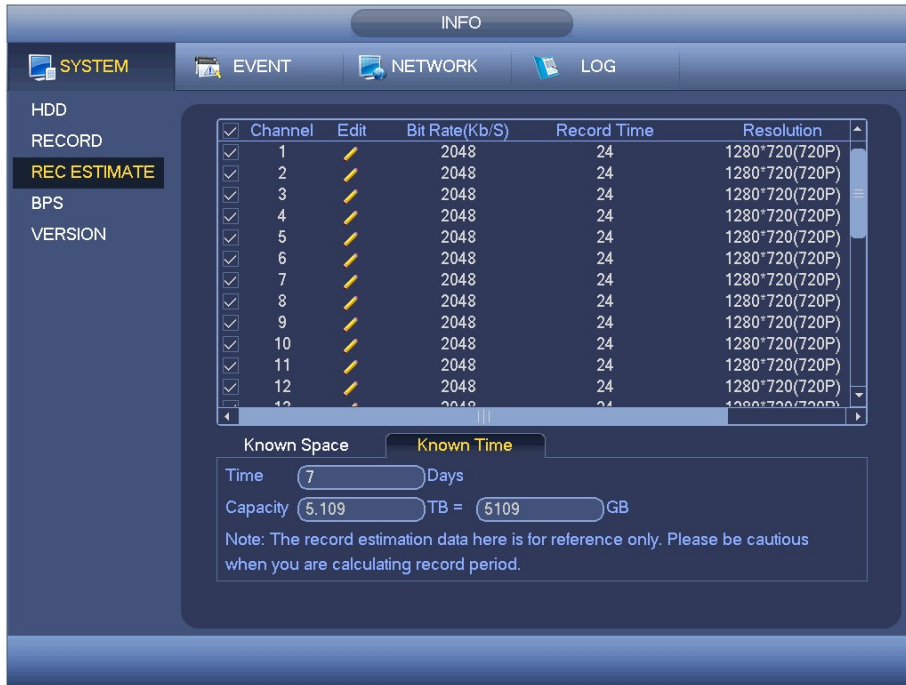 INFO
SYSTEM EVENT NETWORK LOG
HDD
RECORD
REC ESTIMATE
BPS
VERSION
Channel Edit Bit Rate(Kb/S) Record Time Resolution
1 2048 24 1280*720(720P)
2 2048 24 1280*720(720P)
3 2048 24 1280*720(720P)
4 2048 24 1280*720(720P)
5 2048 24 1280*720(720P)
6 2048 24 1280*720(720P)
7 2048 24 1280*720(720P)
8 2048 24 1280*720(720P)
9 2048 24 1280*720(720P)
10 2048 24 1280*720(720P)
11 2048 24 1280*720(720P)
12 2048 24 1280*720(720P)
13 2048 24 1280*720(720P)
Known Space Known Time
Time 7 Days
Capacity 5.109 TB = 5109 GB
Note: The record estimation data here is for reference only. Please be cautious
when you are calculating record period.